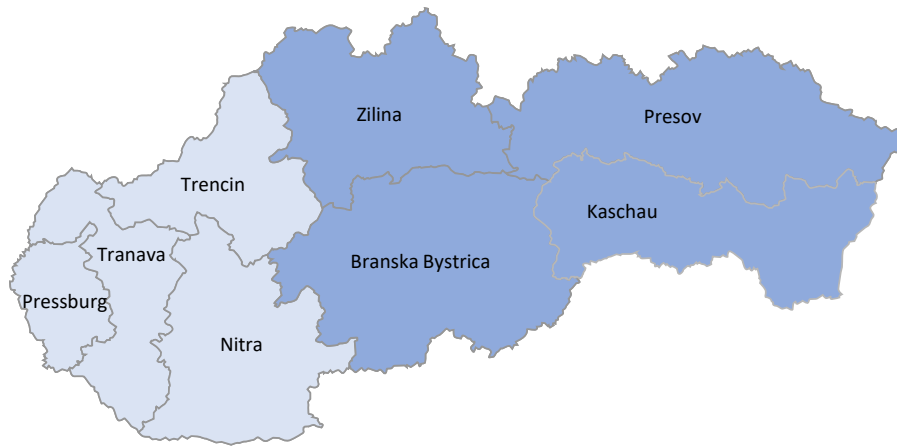 Zilina
Presov
Trencin
Kaschau
Tranava
Branska Bystrica
Pressburg
Nitra